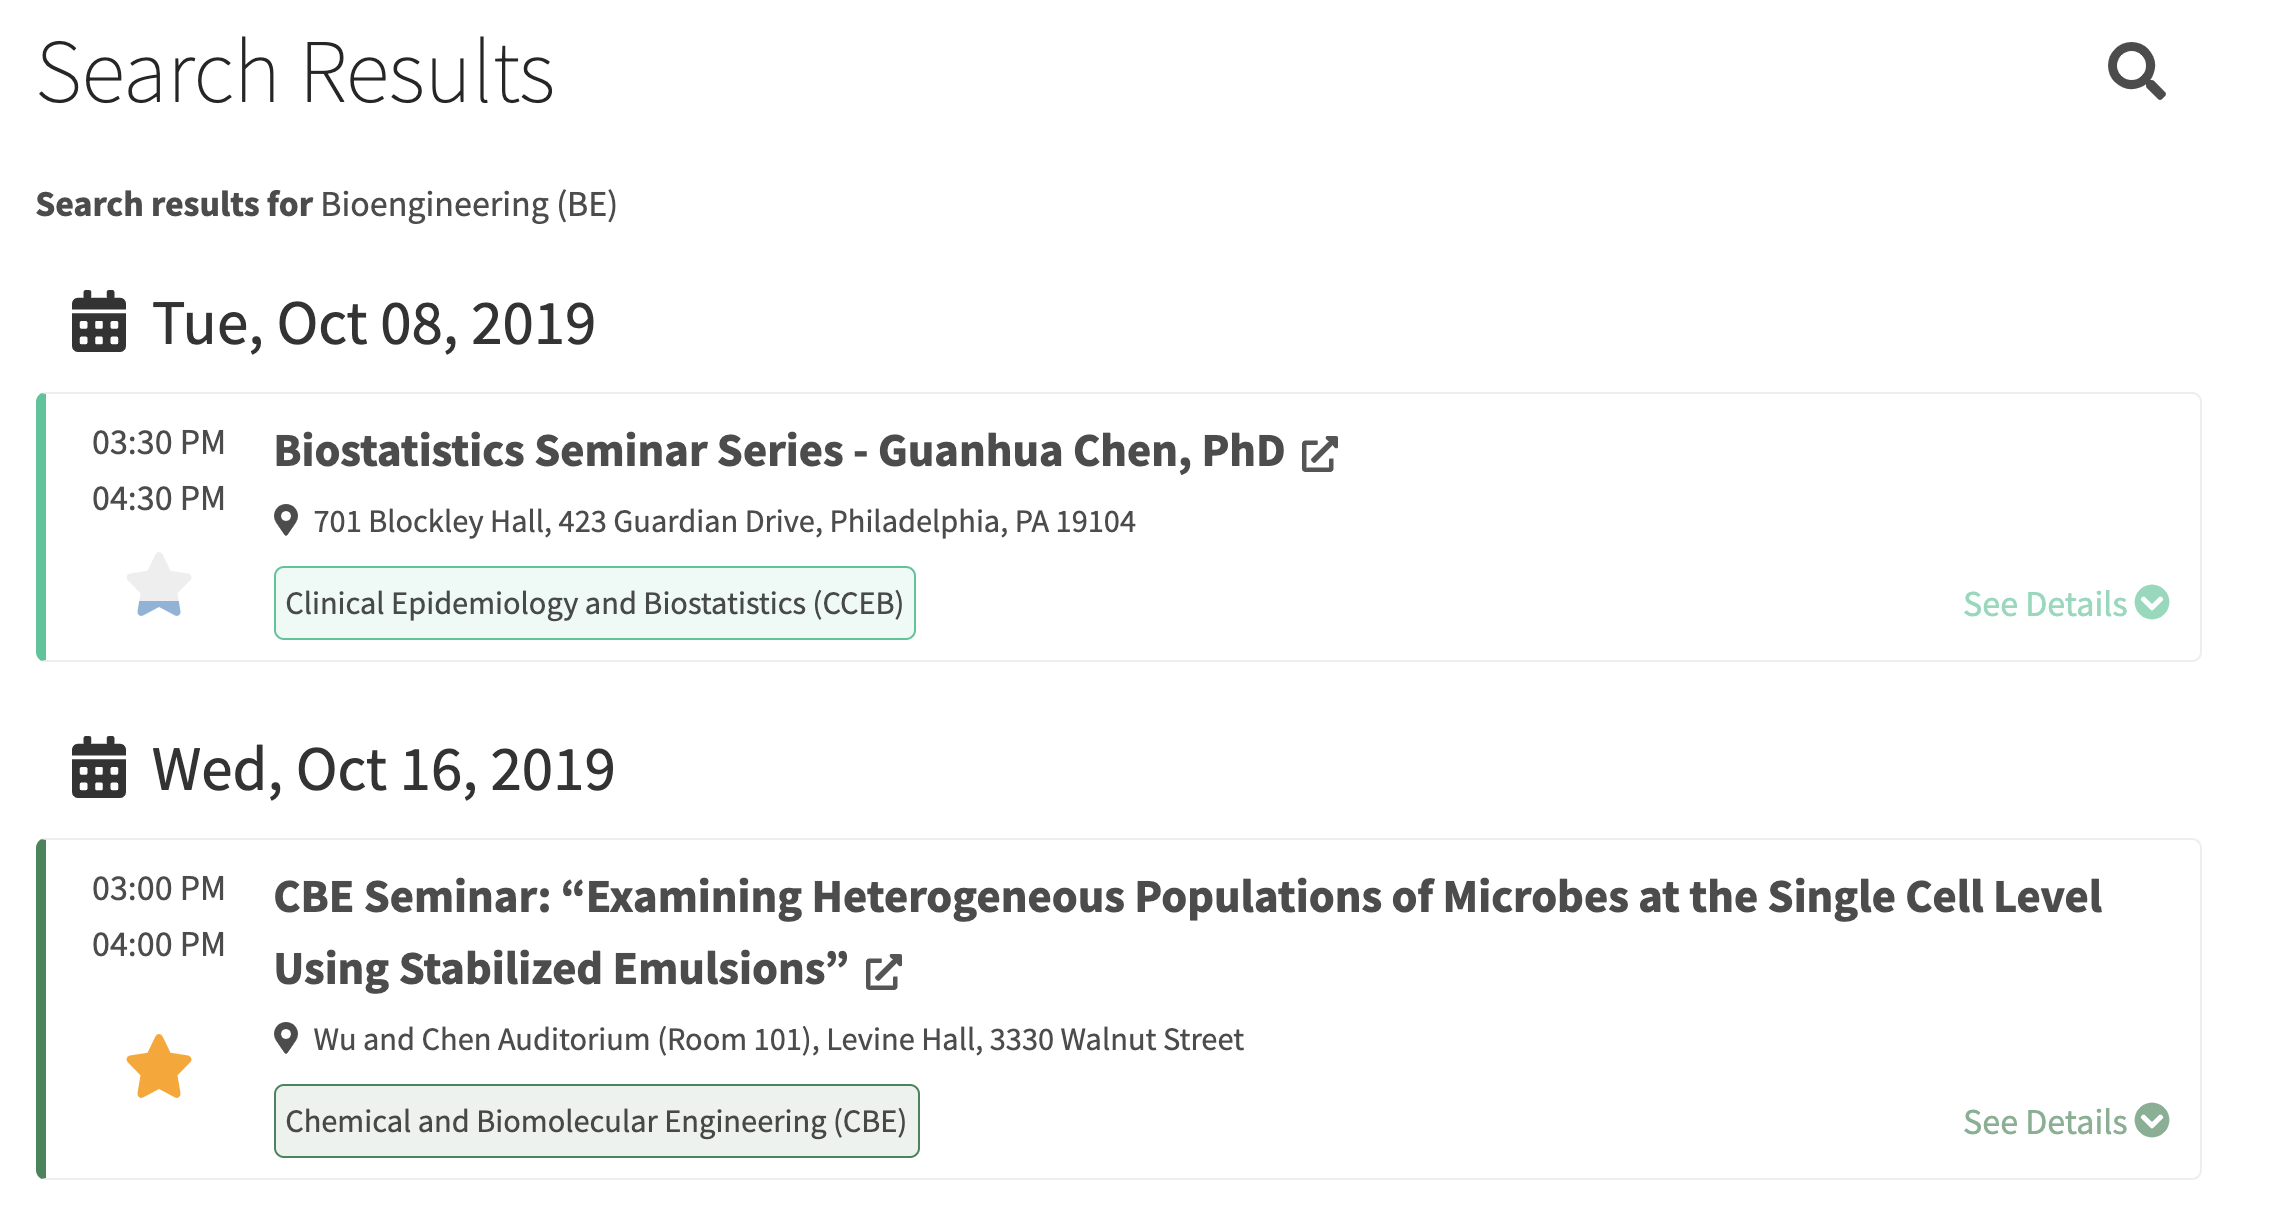 Search Results
Search results for Bioengineering (BE)
Tue, Oct 08, 2019
03:30 PM
04:30 PM
Biostatistics Seminar Series - Guanhua Chen, PhD
701 Blockley Hall, 423 Guardian Drive, Philadelphia, PA 19104
Clinical Epidemiology and Biostatistics (CCEB)
See Details
Wed, Oct 16, 2019
03:00 PM
04:00 PM
CBE Seminar: “Examining Heterogeneous Populations of Microbes at the Single Cell Level
Using Stabilized Emulsions”
Wu and Chen Auditorium (Room 101), Levine Hall, 3330 Walnut Street
Chemical and Biomolecular Engineering (CBE)
See Details